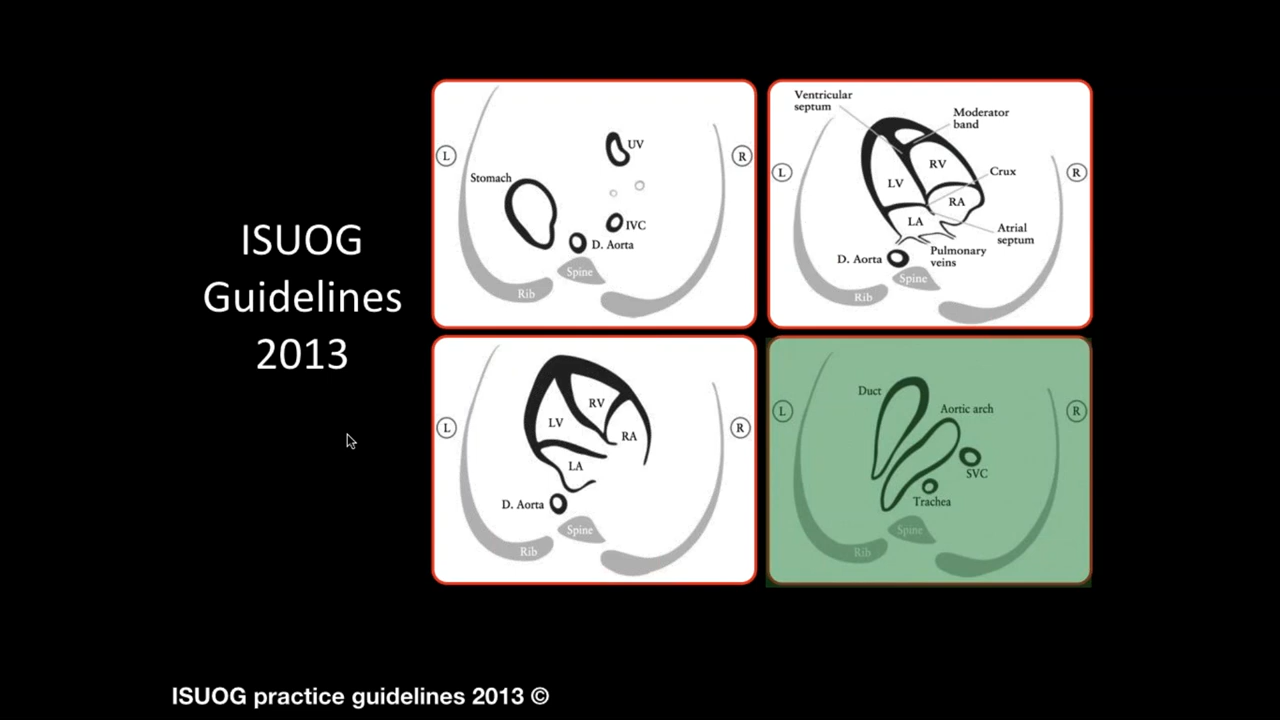 ISUOG
Guidelines
2013
L
R
UV
Stomach
IVC
D. Aorta
Spine
Rib
Ventricular
septum
Moderator
band
L
R
RV
Crux
LV
RA
LA
Atrial
septum
Pulmonary
veins
D. Aorta
Spine
Rib
L
R
RV
LV
RA
LA
D. Aorta
Spine
Rib
Duct
Aortic arch
L
R
SVC
Trachea
Spine
Rib
ISUOG practice guidelines 2013 ©